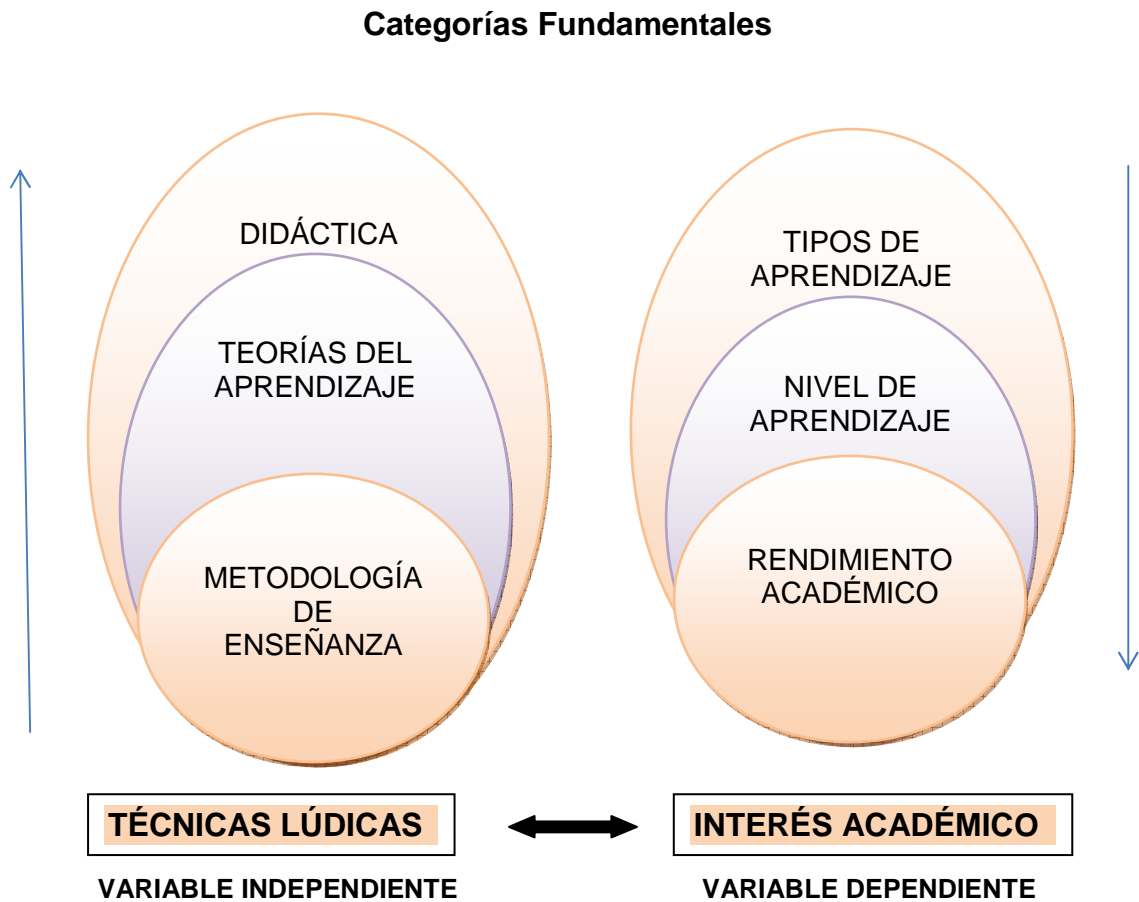 Categorías Fundamentales
DIDÁCTICA
TEORÍAS DEL
APRENDIZAJE
METODOLOGÍA
DE
ENSEÑANZA
TIPOS DE
APRENDIZAJE
NIVEL DE
APRENDIZAJE
RENDIMIENTO
ACADÉMICO
TÉCNICAS LÚDICAS
INTERÉS ACADÉMICO
VARIABLE INDEPENDIENTE
VARIABLE DEPENDIENTE